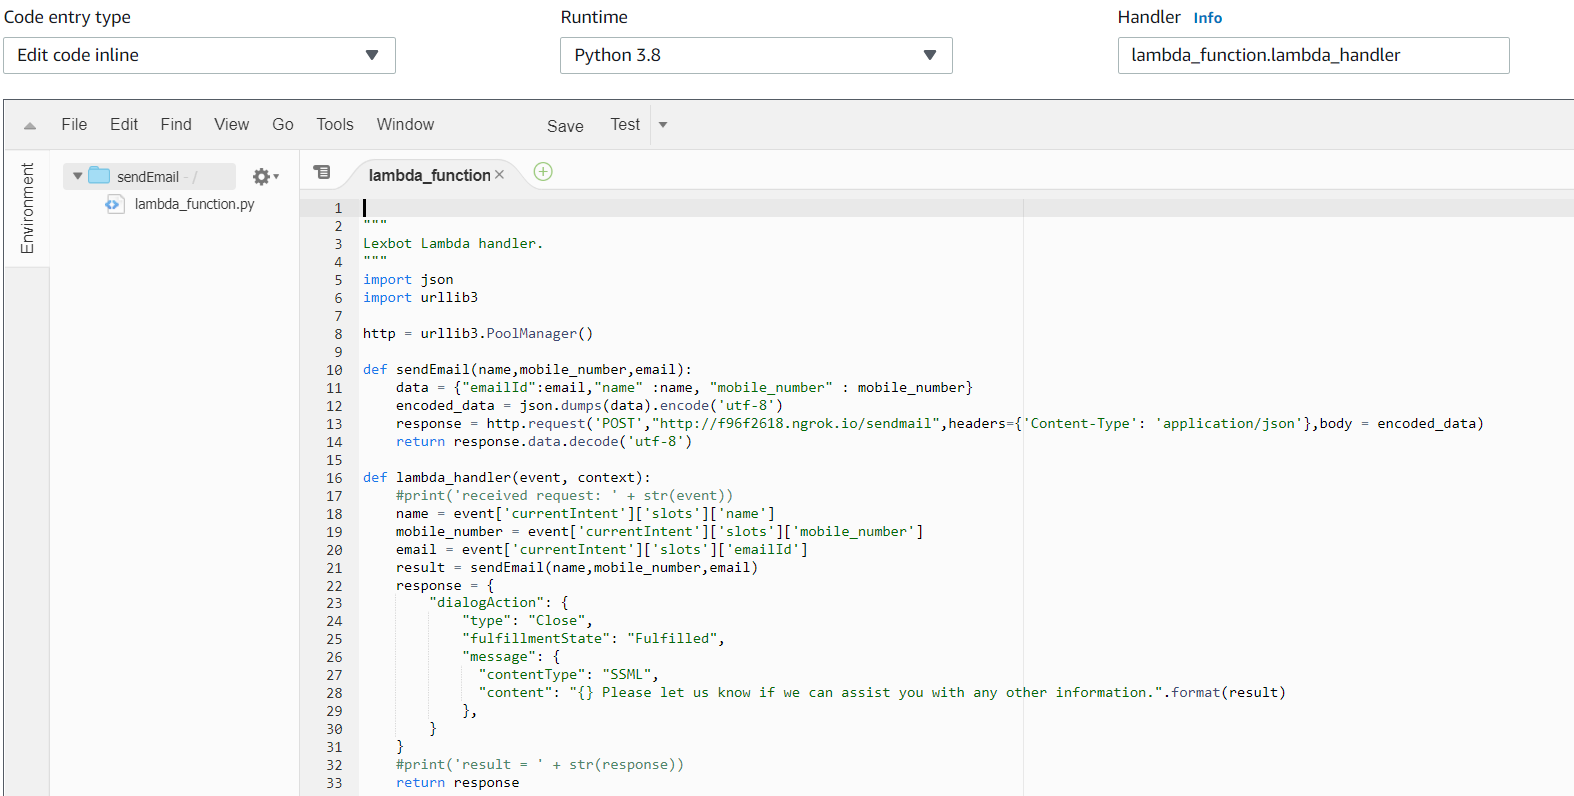 Code entry type
Runtime
Handler Info
Edit code inline
Python 3.8
lambda_function.lambda_handler
File Edit Find View Go Tools Window Save Test
Environment
sendEmail - /
lambda_function.py
lambda_function ×
1
2 """
3 Lexbot Lambda handler.
4 """
5 import json
6 import urllib3
7
8 http = urllib3.PoolManager()
9
10 def sendEmail(name,mobile_number,email):
11     data = {"emailId":email,"name" :name, "mobile_number" : mobile_number}
12     encoded_data = json.dumps(data).encode('utf-8')
13     response = http.request('POST',"http://f96f2618.ngrok.io/sendmail",headers={'Content-Type': 'application/json'},body = encoded_data)
14     return response.data.decode('utf-8')
15
16 def lambda_handler(event, context):
17     #print('received request: ' + str(event))
18     name = event['currentIntent']['slots']['name']
19     mobile_number = event['currentIntent']['slots']['mobile_number']
20     email = event['currentIntent']['slots']['emailId']
21     result = sendEmail(name,mobile_number,email)
22     response = {
23         "dialogAction": {
24             "type": "Close",
25             "fulfillmentState": "Fulfilled",
26             "message": {
27               "contentType": "SSML",
28               "content": "{} Please let us know if we can assist you with any other information.".format(result)
29             },
30         }
31     }
32     #print('result = ' + str(response))
33     return response